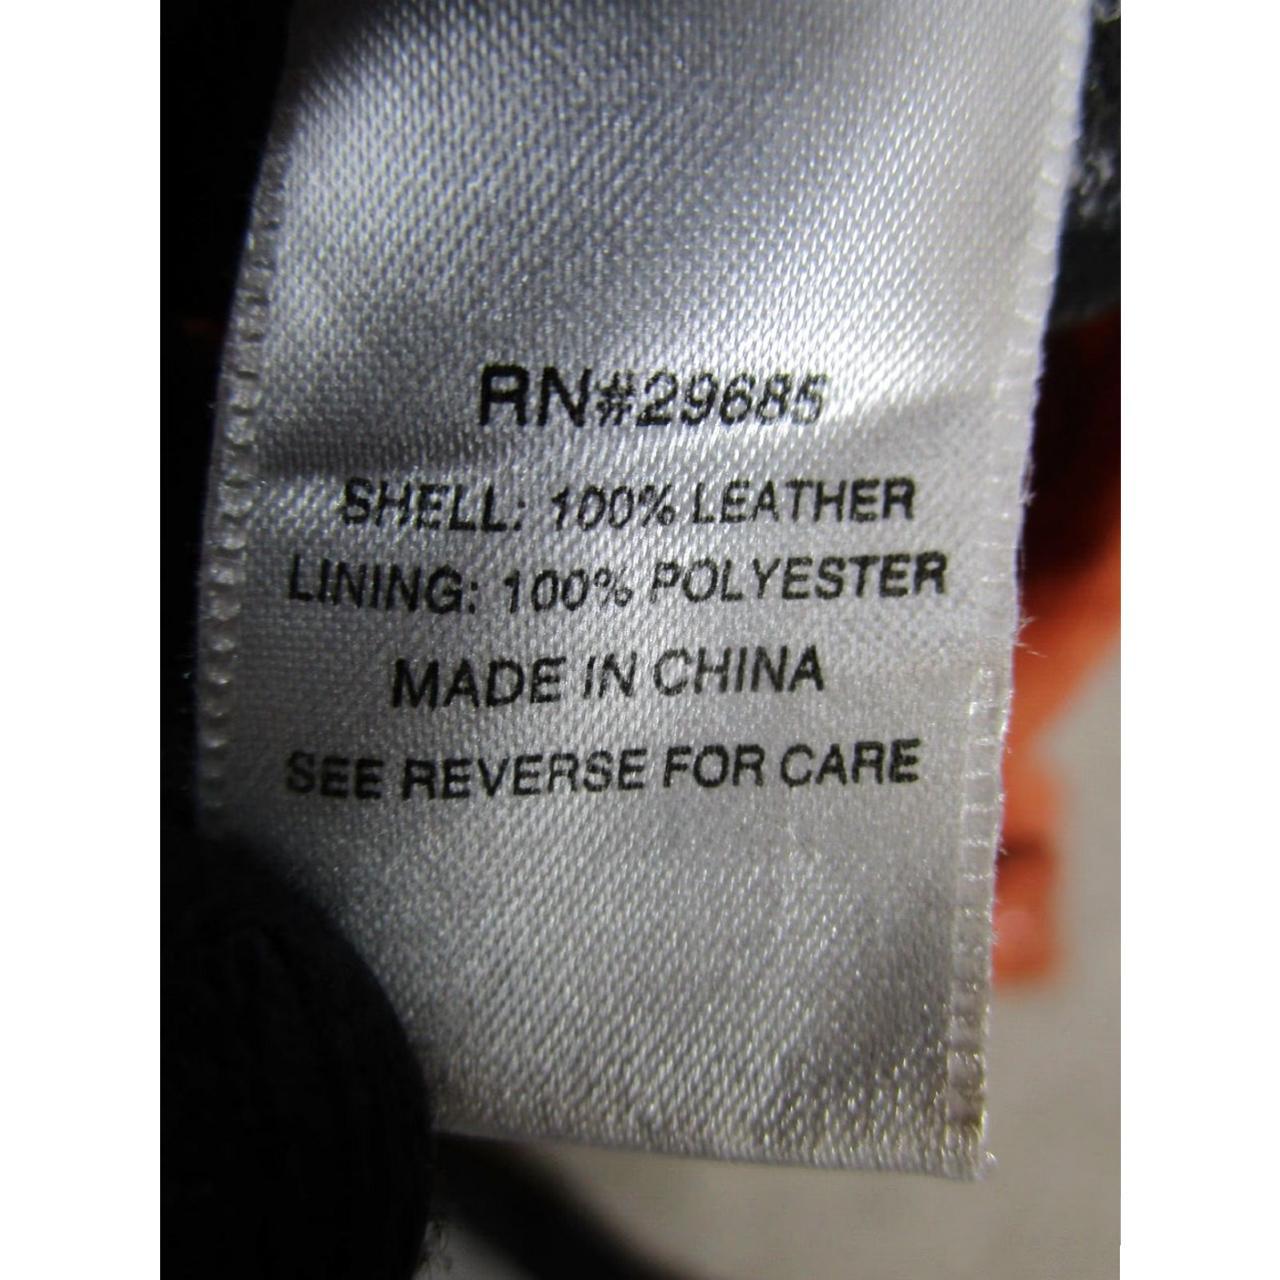 RN#29685
SHELL: 100% LEATHER
LINING: 100% POLYESTER
MADE IN CHINA
SEE REVERSE FOR CARE